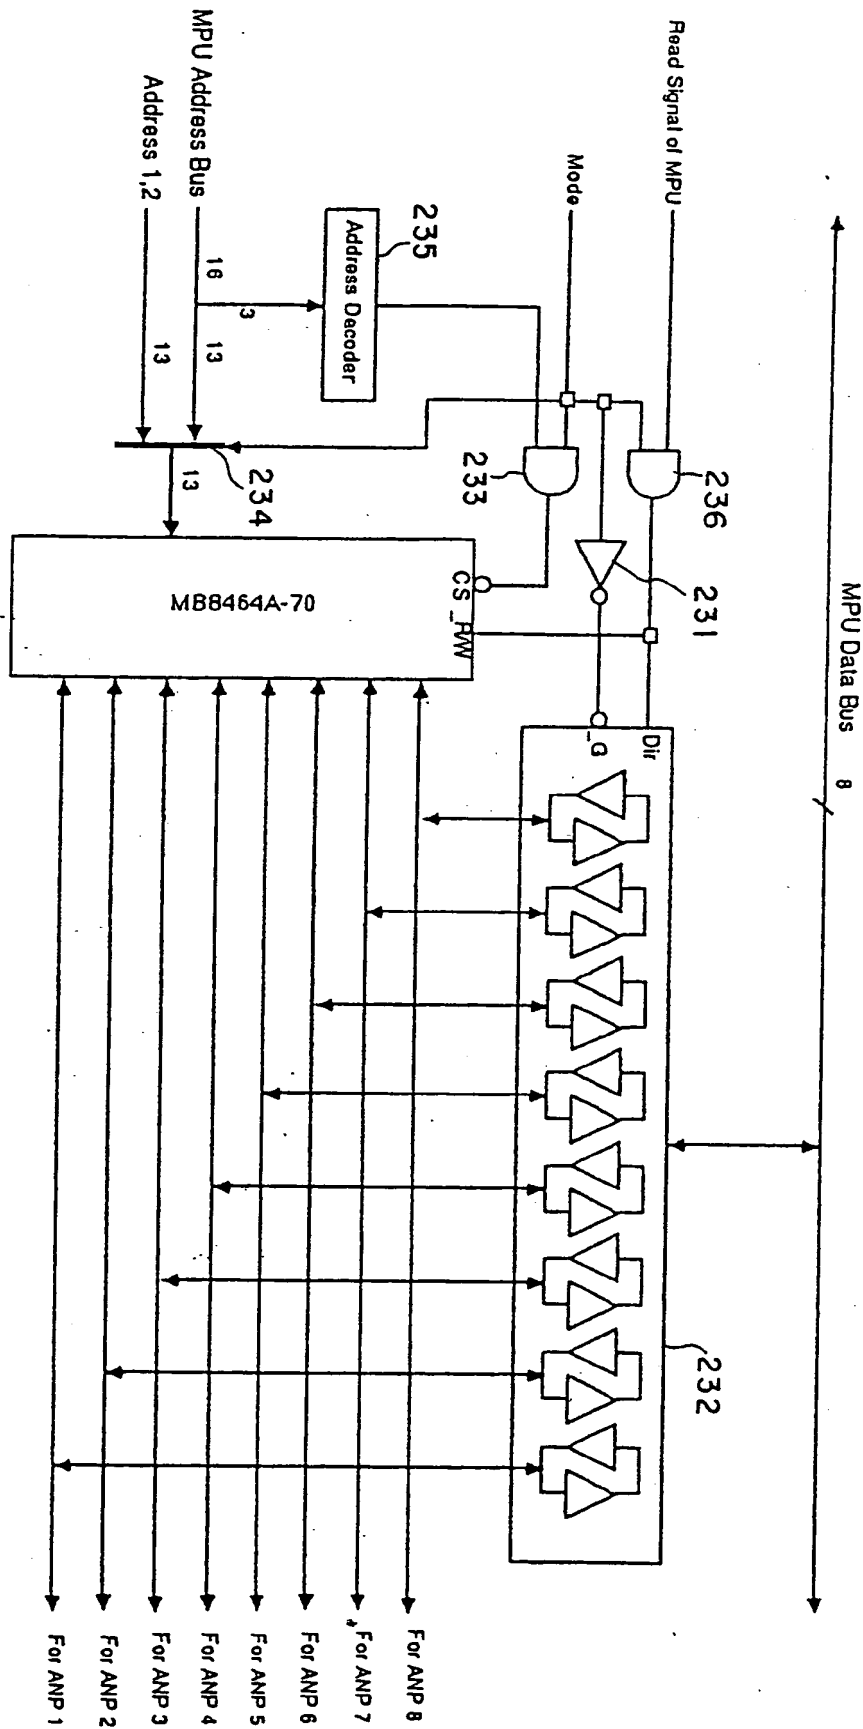 MPU Data Bus 8
Read Signal of MPU
236
Mode
231
233
Address Decoder
235
MPU Address Bus
16
3
13
Address 1,2
13
234
13
MB8464A-70
CS
_R/W
Dir
_G
232
For ANP 8
For ANP 7
For ANP 6
For ANP 5
For ANP 4
For ANP 3
For ANP 2
For ANP 1